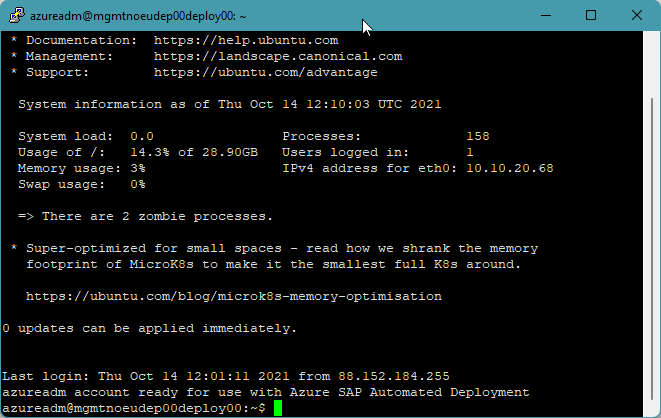 azureadm@mgmtnoeudep00deploy00: ~
* Documentation:  https://help.ubuntu.com
* Management:     https://landscape.canonical.com
* Support:        https://ubuntu.com/advantage
System information as of Thu Oct 14 12:10:03 UTC 2021
System load:  0.0               Processes:             158
Usage of /:   14.3% of 28.90GB   Users logged in:       1
Memory usage: 3%                IPv4 address for eth0: 10.10.20.68
Swap usage:   0%
=> There are 2 zombie processes.
* Super-optimized for small spaces - read how we shrank the memory
footprint of MicroK8s to make it the smallest full K8s around.
https://ubuntu.com/blog/microk8s-memory-optimisation
0 updates can be applied immediately.
Last login: Thu Oct 14 12:01:11 2021 from 88.152.184.255
azureadm account ready for use with Azure SAP Automated Deployment
azureadm@mgmtnoeudep00deploy00:~$